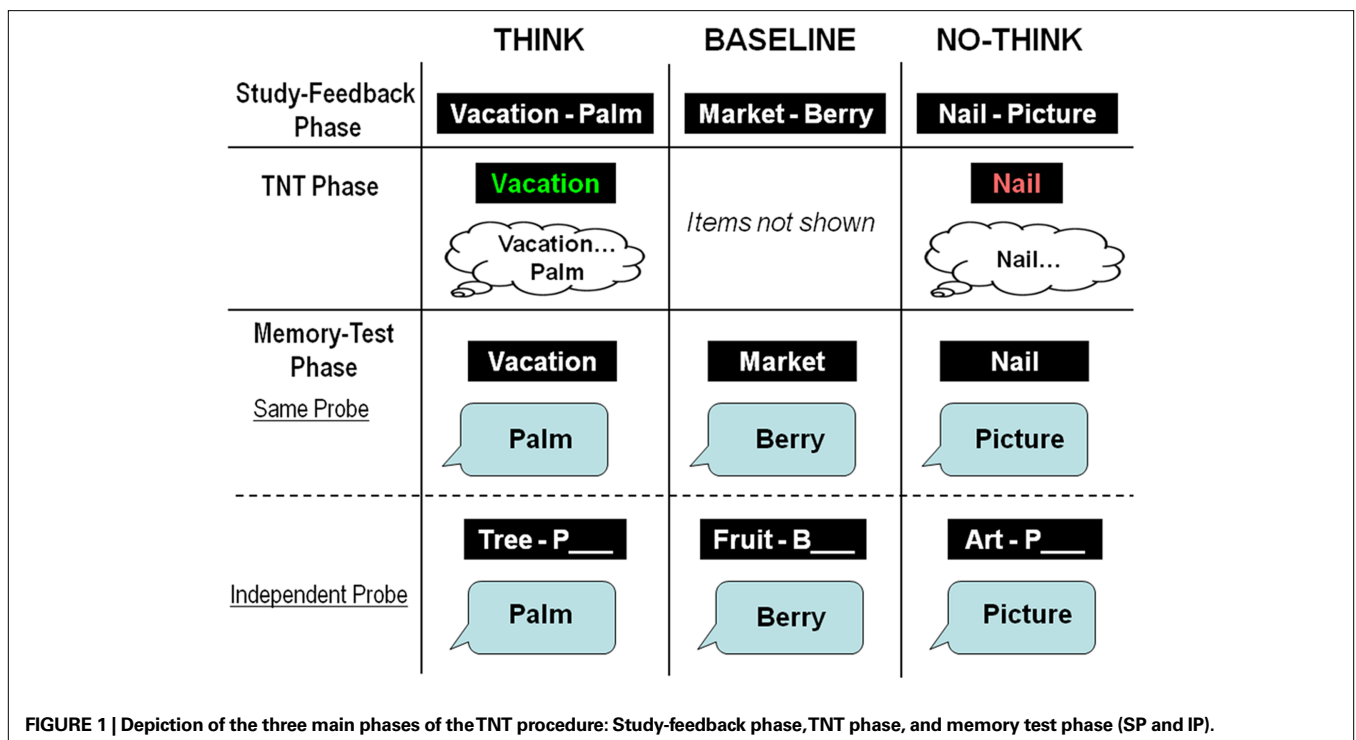 THINK BASELINE NO-THINK
Study-Feedback
Phase
Vacation - Palm Market - Berry Nail - Picture
TNT Phase
Vacation Nail
Items not shown
Vacation...
Palm
Nail...
Memory-Test
Phase
Vacation Market Nail
Same Probe
Palm Berry Picture
Tree - P___ Fruit - B___ Art - P___
Independent Probe
Palm Berry Picture
FIGURE 1 | Depiction of the three main phases of the TNT procedure: Study-feedback phase, TNT phase, and memory test phase (SP and IP).